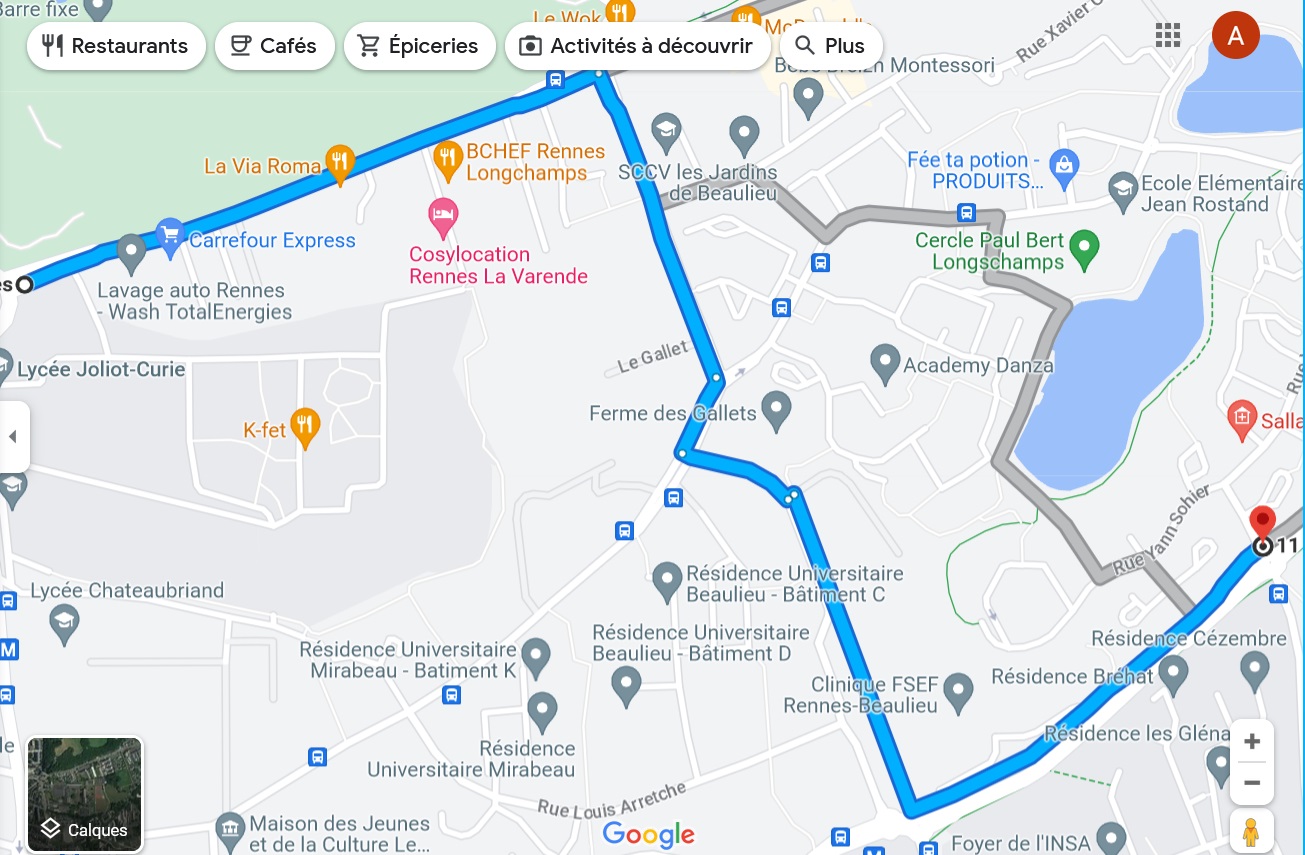 Barre fixe
Le Wok
Restaurants
Cafés
Épiceries
Activités à découvrir
Plus
A
Rue Xavier
Montessori
La Via Roma
BCHEF Rennes
Longchamps
SCCV les Jardins
de Beaulieu
Fée ta potion -
PRODUITS...
Ecole Elémentaire
Jean Rostand
Carrefour Express
Cosylocation
Rennes La Varende
Cercle Paul Bert
Longschamps
es
Lavage auto Rennes
- Wash TotalEnergies
Lycée Joliot-Curie
Le Gallet
Academy Danza
Ferme des Gallets
K-fet
Salla
Rue
Rue Yann Sohier
11
Résidence Universitaire
Beaulieu - Bâtiment C
Lycée Chateaubriand
M
Résidence Universitaire
Mirabeau - Batiment K
Résidence Universitaire
Beaulieu - Bâtiment D
Résidence Cézembre
Résidence Bréhat
Clinique FSEF
Rennes-Beaulieu
Résidence les Gléna
Résidence
Universitaire Mirabeau
Rue Louis Arretche
le
Calques
Maison des Jeunes
et de la Culture Le...
Google
Foyer de l'INSA